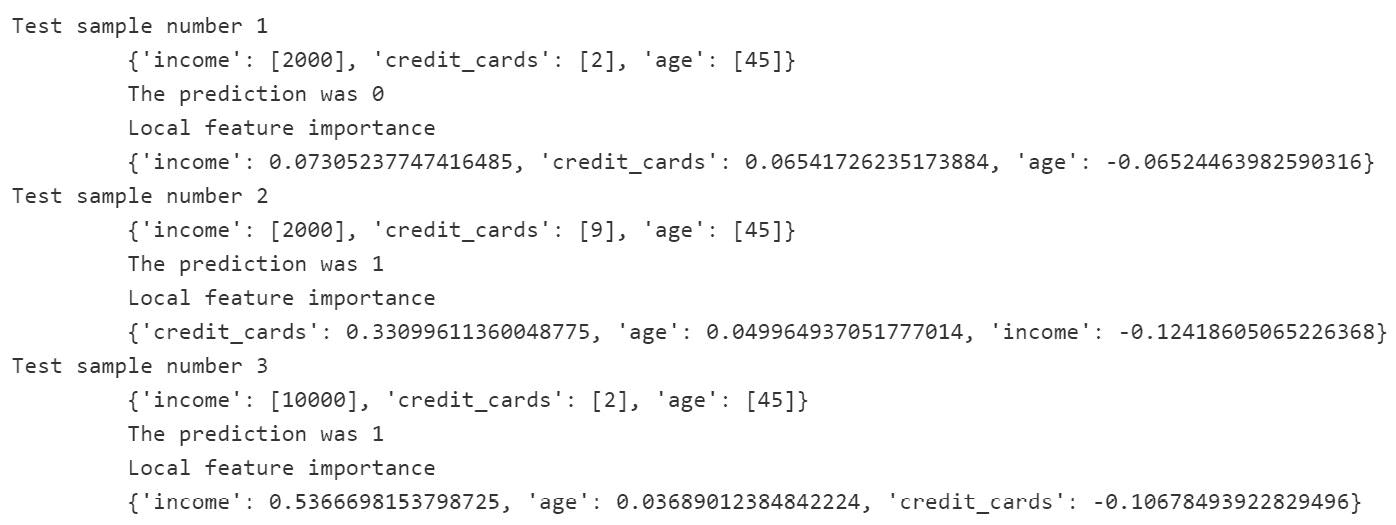 Test sample number 1
{'income': [2000], 'credit_cards': [2], 'age': [45]}
The prediction was 0
Local feature importance
{'income': 0.07305237747416485, 'credit_cards': 0.06541726235173884, 'age': -0.06524463982590316}
Test sample number 2
{'income': [2000], 'credit_cards': [9], 'age': [45]}
The prediction was 1
Local feature importance
{'credit_cards': 0.33099611360048775, 'age': 0.049964937051777014, 'income': -0.12418605065226368}
Test sample number 3
{'income': [10000], 'credit_cards': [2], 'age': [45]}
The prediction was 1
Local feature importance
{'income': 0.5366698153798725, 'age': 0.03689012384842224, 'credit_cards': -0.10678493922829496}